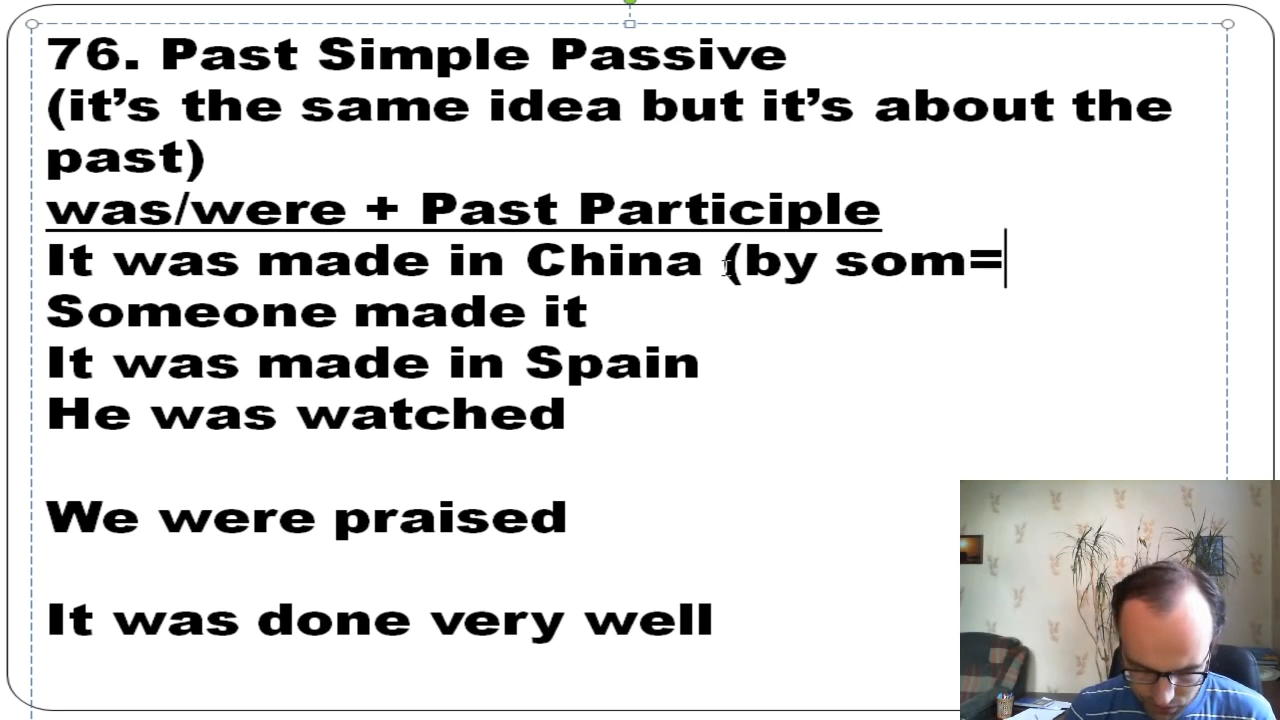 76. Past Simple Passive
(it’s the same idea but it’s about the
past)
was/were + Past Participle
It was made in China (by som=
Someone made it
It was made in Spain
He was watched
We were praised
It was done very well